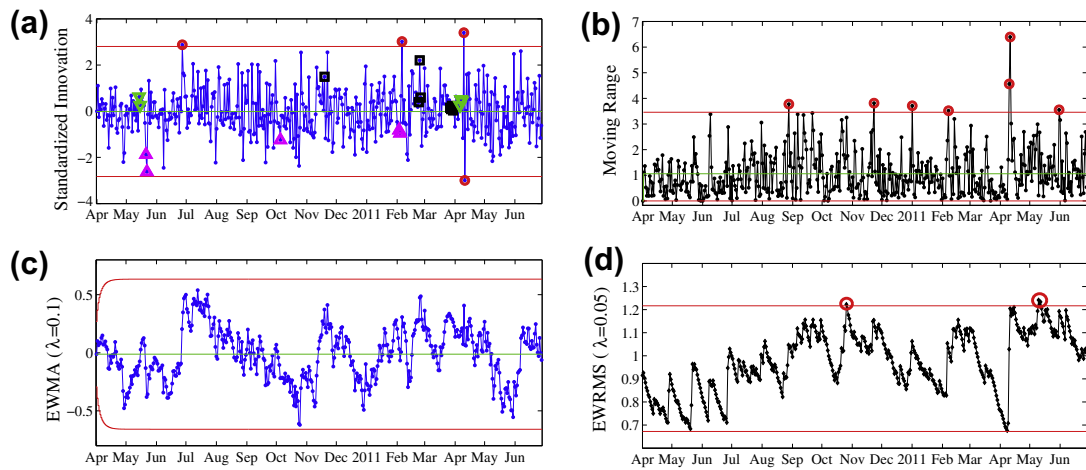 (a)
Standardized Innovation
4
2
0
−2
−4
Apr May Jun Jul Aug Sep Oct Nov Dec 2011 Feb Mar Apr May Jun
(b)
Moving Range
7
6
5
4
3
2
1
0
Apr May Jun Jul Aug Sep Oct Nov Dec 2011 Feb Mar Apr May Jun
(c)
EWMA (λ=0.1)
0.5
0
−0.5
Apr May Jun Jul Aug Sep Oct Nov Dec 2011 Feb Mar Apr May Jun
(d)
EWRMS (λ=0.05)
1.3
1.2
1.1
1
0.9
0.8
0.7
Apr May Jun Jul Aug Sep Oct Nov Dec 2011 Feb Mar Apr May Jun